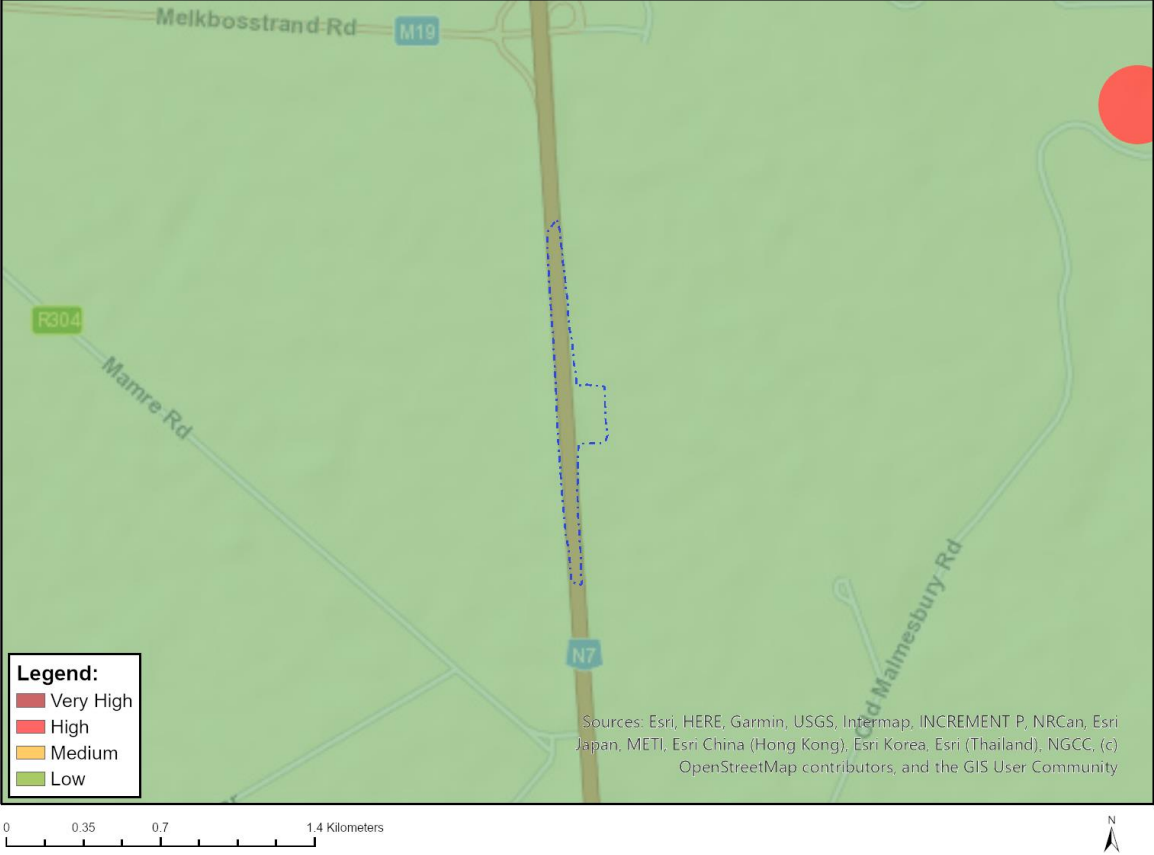 Melkbosstrand Rd
M19
R304
Mamre Rd
N7
Old Malmesbury Rd
Legend:
Very High
High
Medium
Low
Sources: Esri, HERE, Garmin, USGS, Intermap, INCREMENT P, NRCan, Esri
Japan, METI, Esri China (Hong Kong), Esri Korea, Esri (Thailand), NGCC, (c)
OpenStreetMap contributors, and the GIS User Community
0 0.35 0.7 1.4 Kilometers
N